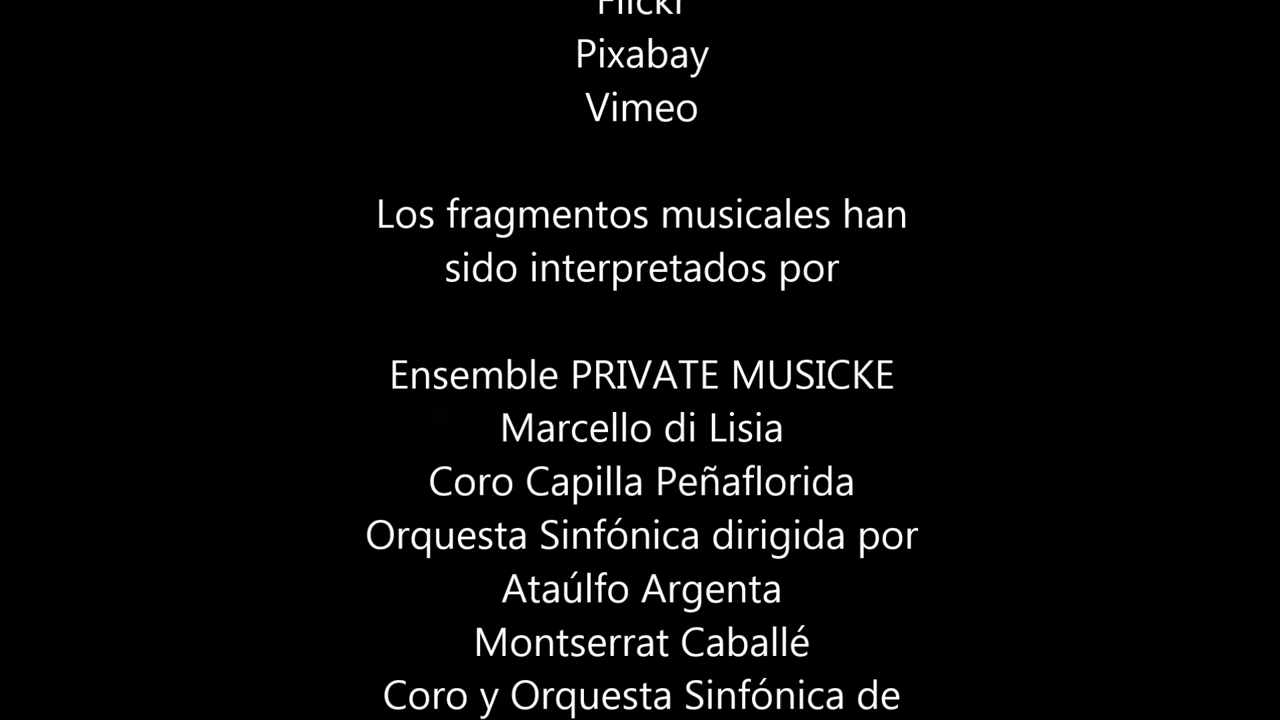 Flickr
Pixabay
Vimeo
Los fragmentos musicales han
sido interpretados por
Ensemble PRIVATE MUSICKE
Marcello di Lisia
Coro Capilla Peñaflorida
Orquesta Sinfónica dirigida por
Ataúlfo Argenta
Montserrat Caballé
Coro y Orquesta Sinfónica de